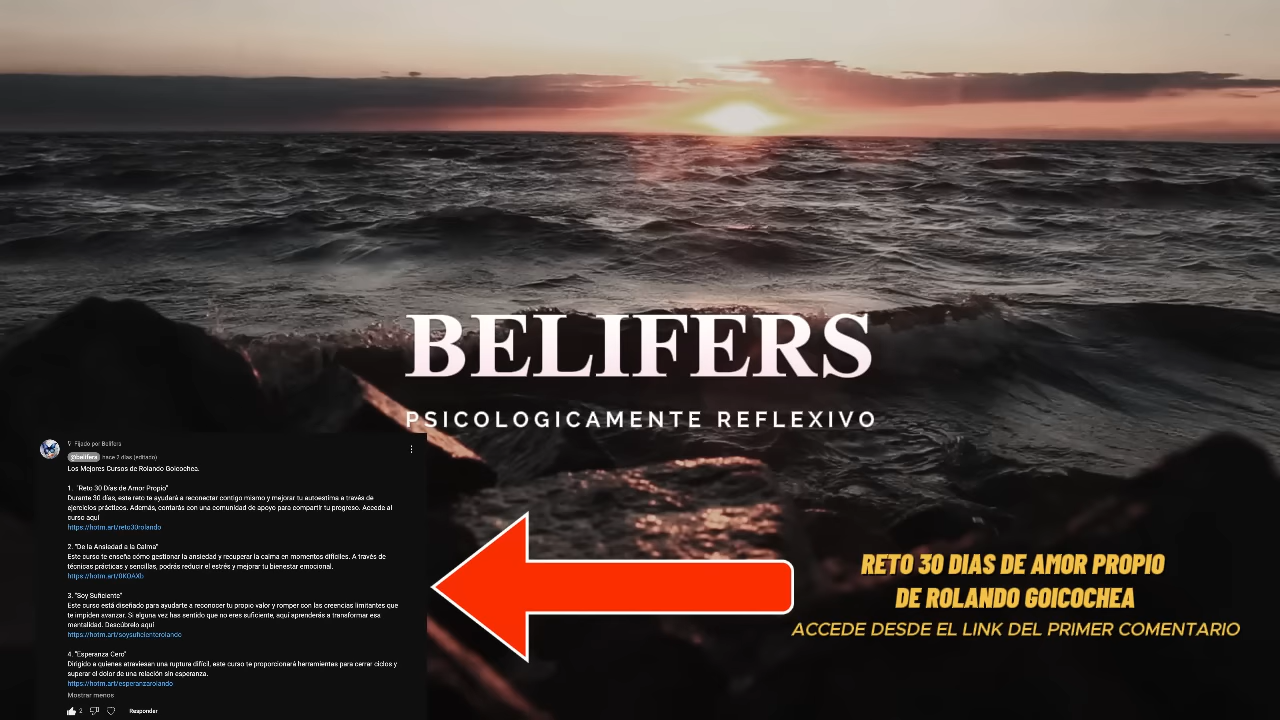 BELIFERS
PSICOLOGICAMENTE REFLEXIVO
Fijado por Belifers
@belifers hace 2 días (editado)
Los Mejores Cursos de Rolando Goicochea.
1. "Reto 30 Días de Amor Propio"
Durante 30 días, este reto te ayudará a reconectar contigo mismo y mejorar tu autoestima a través de
ejercicios prácticos. Además, contarás con una comunidad de apoyo para compartir tu progreso. Accede al
curso aquí
https://hotm.art/reto30rolando
2. "De la Ansiedad a la Calma"
Este curso te enseña cómo gestionar la ansiedad y recuperar la calma en momentos difíciles. A través de
técnicas prácticas y sencillas, podrás reducir el estrés y mejorar tu bienestar emocional.
https://hotm.art/0KOAXb
3. "Soy Suficiente"
Este curso está diseñado para ayudarte a reconocer tu propio valor y romper con las creencias limitantes que
te impiden avanzar. Si alguna vez has sentido que no eres suficiente, aquí aprenderás a transformar esa
mentalidad. Descúbrelo aquí
https://hotm.art/soysuficienterolando
4. "Esperanza Cero"
Dirigido a quienes atraviesan una ruptura difícil, este curso te proporcionará herramientas para cerrar ciclos y
superar el dolor de una relación sin esperanza.
https://hotm.art/esperanzarolando
Mostrar menos
2 Responder
RETO 30 DIAS DE AMOR PROPIO
DE ROLANDO GOICOCHEA
ACCEDE DESDE EL LINK DEL PRIMER COMENTARIO